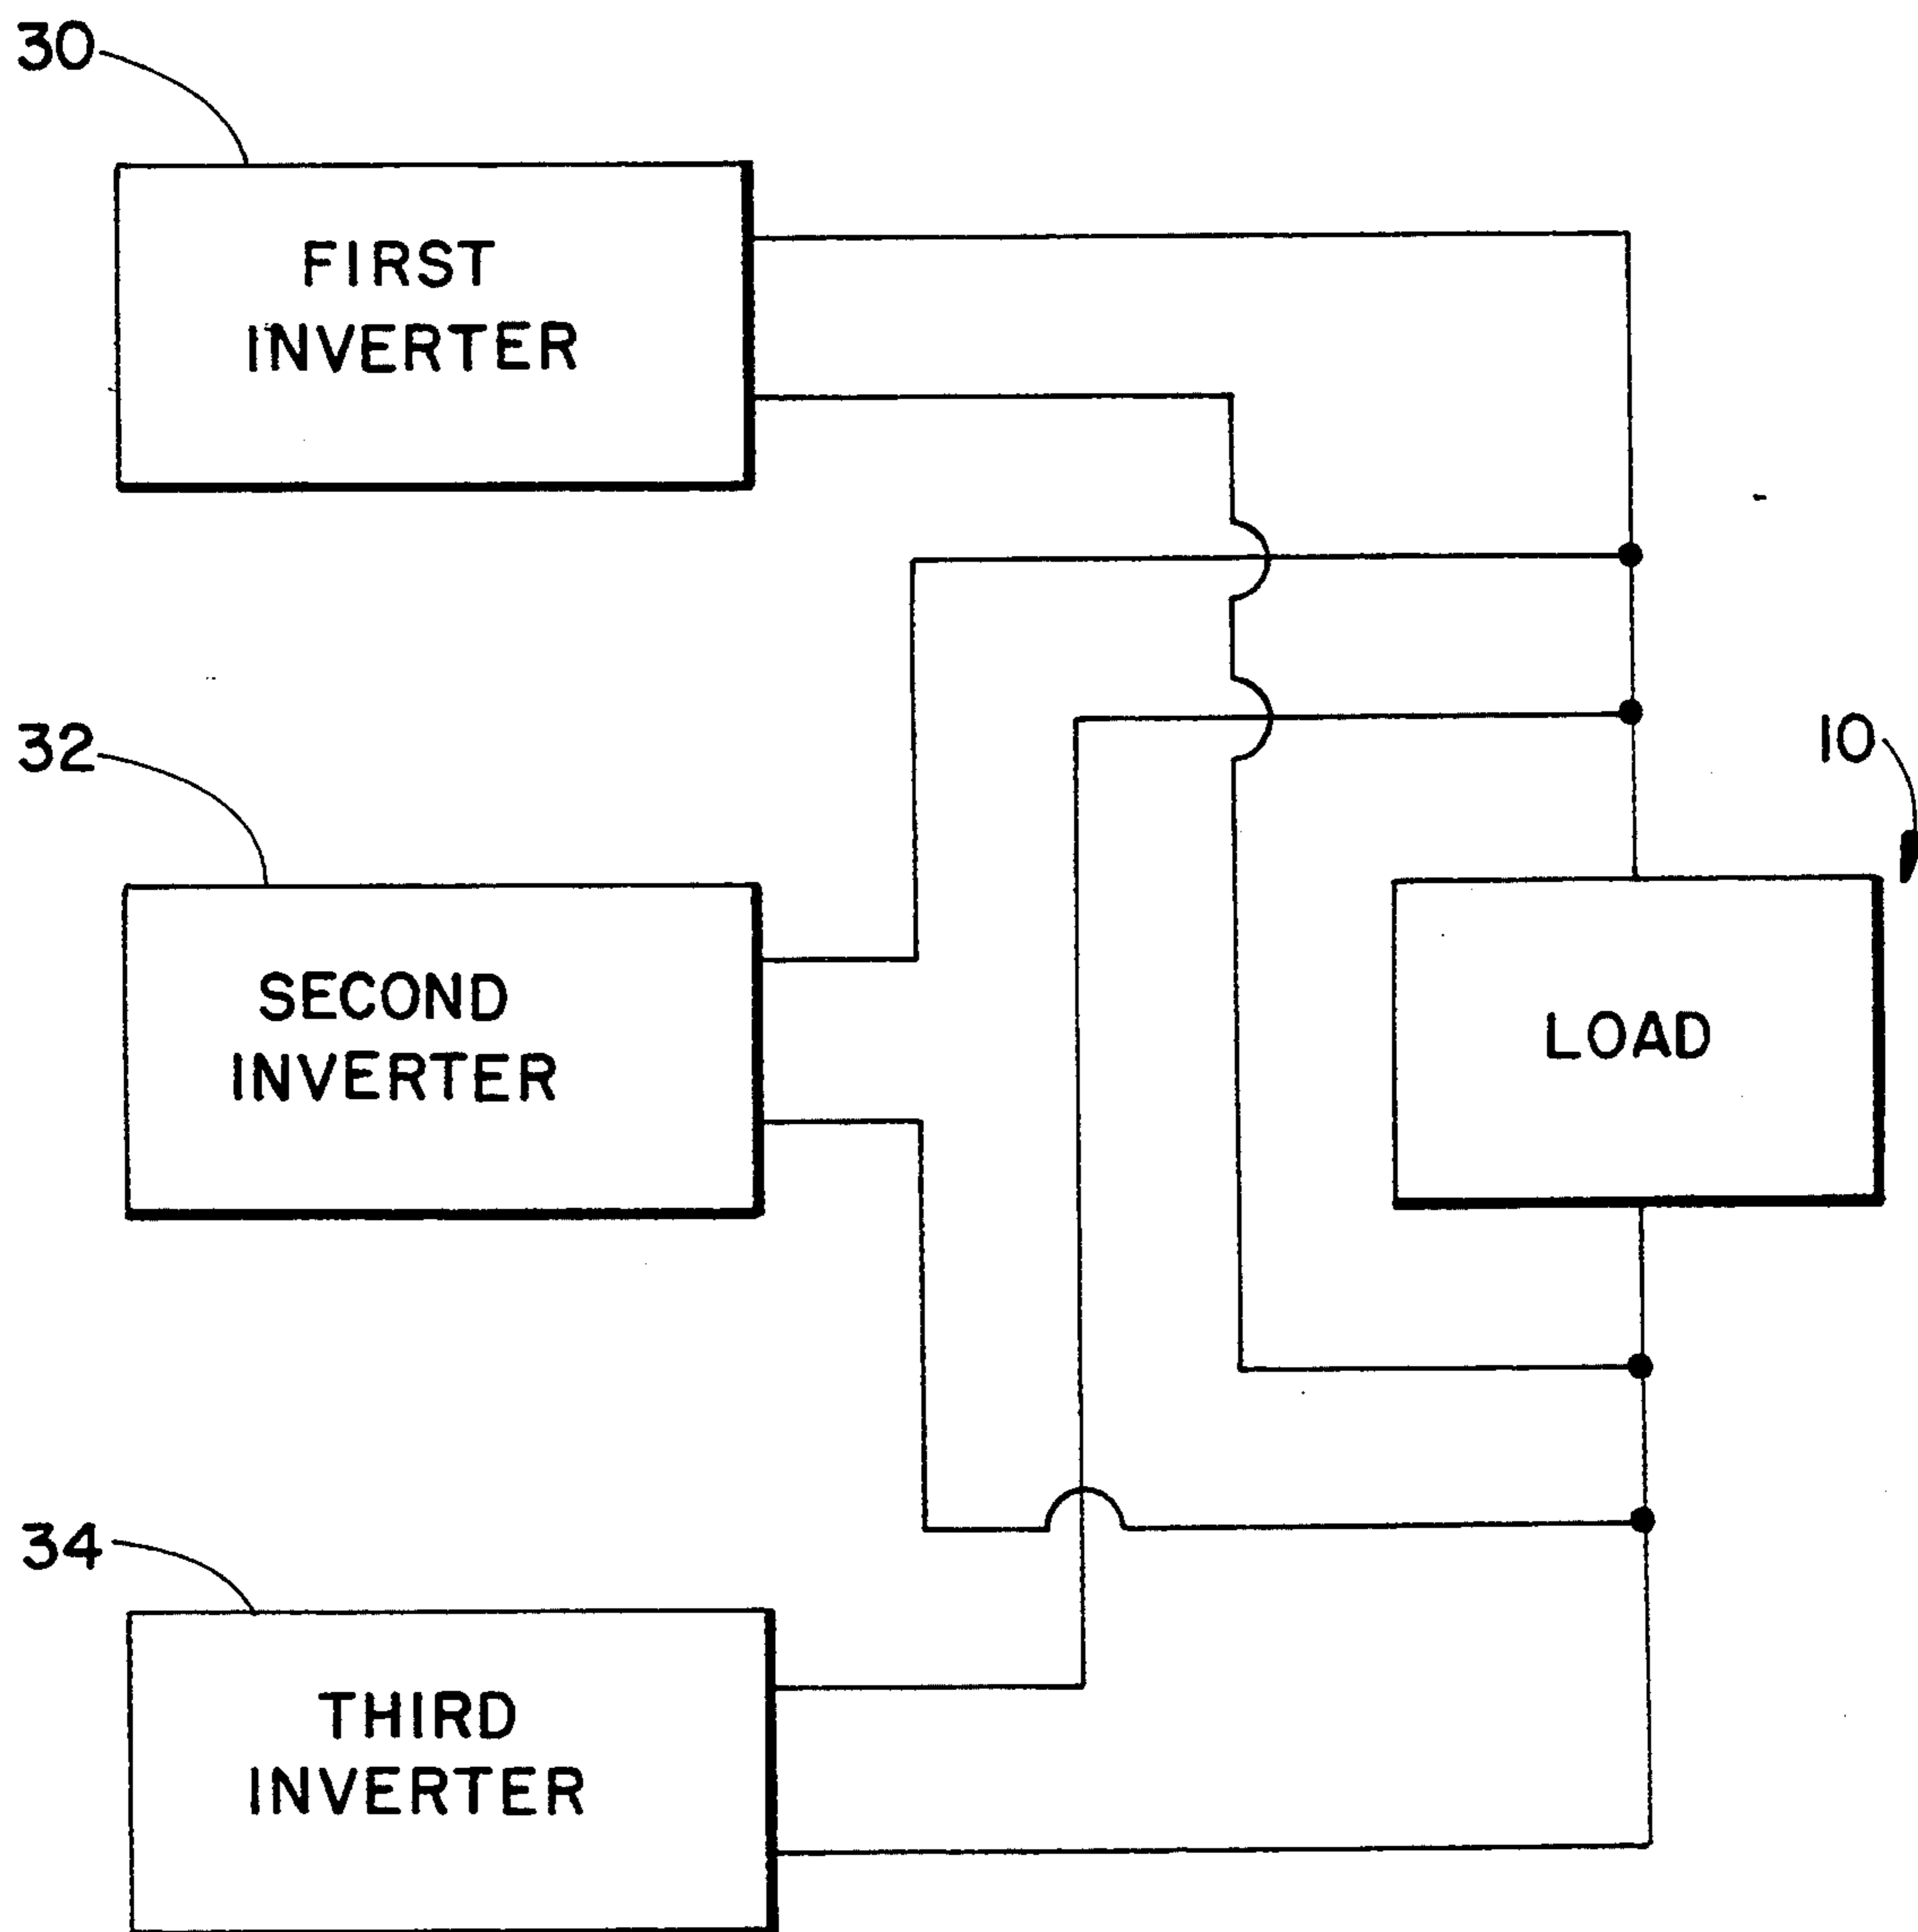 30
FIRST
INVERTER
32
10
SECOND
INVERTER
LOAD
34
THIRD
INVERTER